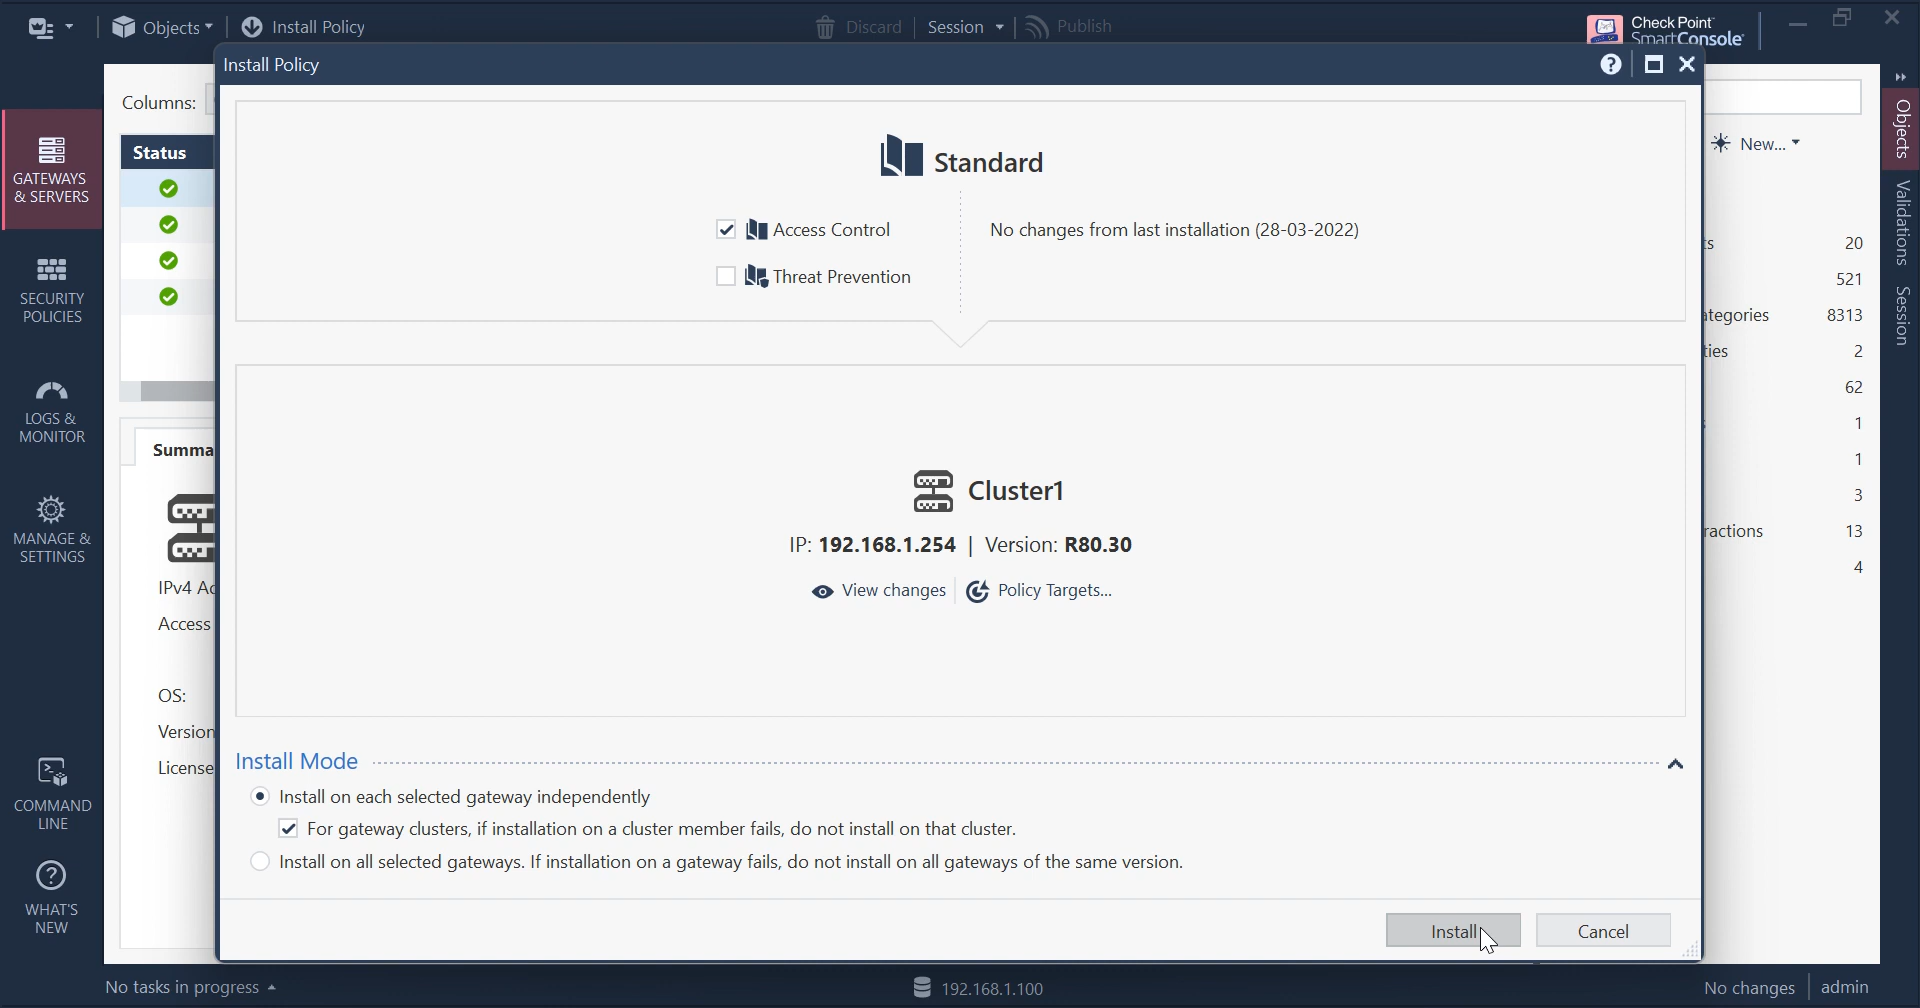 Objects
Install Policy
Discard
Session
Publish
Check Point
SmartConsole
Install Policy
Columns:
Status
GATEWAYS
& SERVERS
SECURITY
POLICIES
LOGS &
MONITOR
MANAGE &
SETTINGS
COMMAND
LINE
WHAT'S
NEW
Summa
IPv4 Ad
Access
OS:
Version
License
Standard
Access Control
No changes from last installation (28-03-2022)
Threat Prevention
Cluster1
IP: 192.168.1.254 | Version: R80.30
View changes
Policy Targets...
Install Mode
Install on each selected gateway independently
For gateway clusters, if installation on a cluster member fails, do not install on that cluster.
Install on all selected gateways. If installation on a gateway fails, do not install on all gateways of the same version.
Install
Cancel
New...
ts 20
521
ategories 8313
ties 2
62
1
1
3
ractions 13
4
Objects
Validations
Session
No tasks in progress
192.168.1.100
No changes
admin